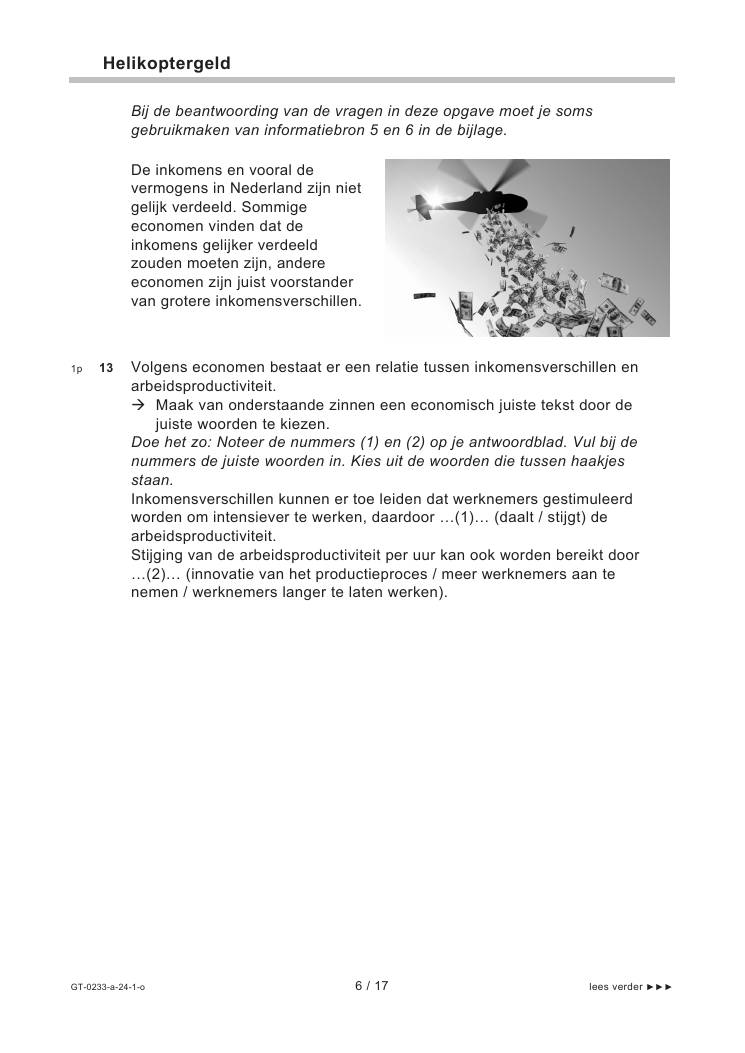 Helikoptergeld
Bij de beantwoording van de vragen in deze opgave moet je soms
gebruikmaken van informatiebron 5 en 6 in de bijlage.
De inkomens en vooral de
vermogens in Nederland zijn niet
gelijk verdeeld. Sommige
economen vinden dat de
inkomens gelijker verdeeld
zouden moeten zijn, andere
economen zijn juist voorstander
van grotere inkomensverschillen.
1p 13 Volgens economen bestaat er een relatie tussen inkomensverschillen en
arbeidsproductiviteit.
→ Maak van onderstaande zinnen een economisch juiste tekst door de
juiste woorden te kiezen.
Doe het zo: Noteer de nummers (1) en (2) op je antwoordblad. Vul bij de
nummers de juiste woorden in. Kies uit de woorden die tussen haakjes
staan.
Inkomensverschillen kunnen er toe leiden dat werknemers gestimuleerd
worden om intensiever te werken, daardoor …(1)… (daalt / stijgt) de
arbeidsproductiviteit.
Stijging van de arbeidsproductiviteit per uur kan ook worden bereikt door
…(2)… (innovatie van het productieproces / meer werknemers aan te
nemen / werknemers langer te laten werken).
GT-0233-a-24-1-o 6 / 17 lees verder ►►►